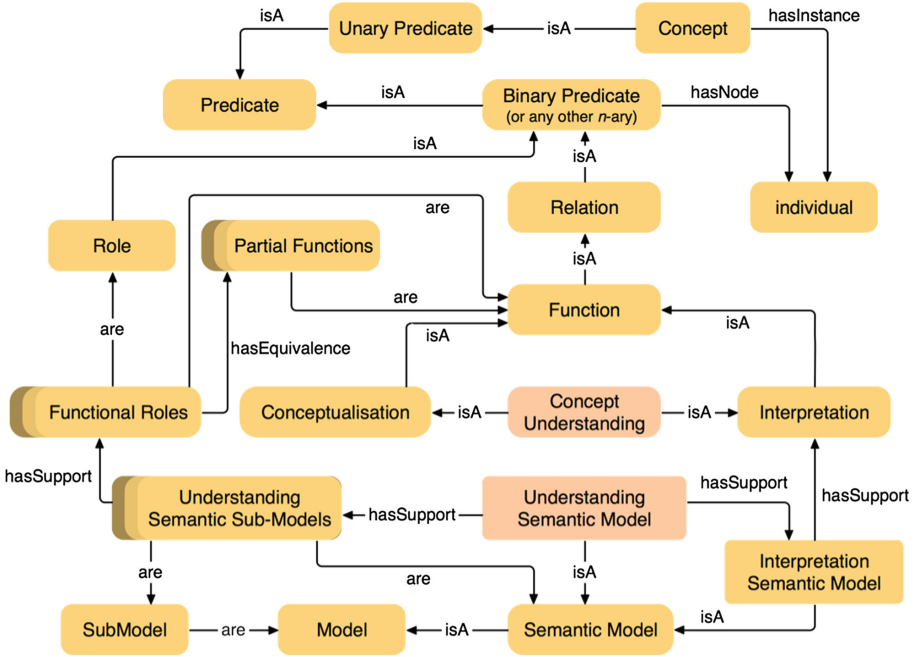 isA
Unary Predicate
isA
Concept
hasInstance
Predicate
isA
Binary Predicate
(or any other n-ary)
hasNode
isA
isA
Role
are
Partial Functions
Relation
individual
isA
are
Function
are
isA
isA
hasEquivalence
Functional Roles
Conceptualisation
isA
Concept
Understanding
isA
Interpretation
hasSupport
Understanding
Semantic Sub-Models
hasSupport
Understanding
Semantic Model
hasSupport
hasSupport
Interpretation
Semantic Model
are
are
isA
isA
SubModel
are
Model
isA
Semantic Model